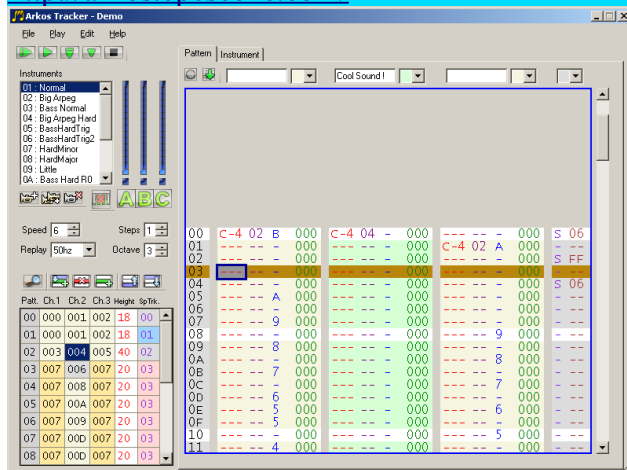 Arkos Tracker - Demo
File Play Edit Help
Pattern Instrument
Instruments
Cool Sound !
01 : Normal
02 : Big Arpeg
03 : Bass Normal
04 : Big Arpeg Hard
05 : BassHardTrig
06 : BassHardTrig2
07 : HardMinor
08 : HardMajor
09 : Little
0A : Bass Hard R0
A B C
Speed 6 Steps 1
Replay 50hz Octave 3
Patt. Ch.1 Ch.2 Ch.3 Height SpTrk.
00 000 001 002 18 00
01 000 001 002 18 01
02 003 004 005 40 02
03 007 006 007 20 03
04 007 008 007 20 03
05 007 00A 007 20 03
06 007 009 007 20 03
07 007 00D 007 20 03
08 007 00D 007 20 03
00 C-4 02 B 000 C-4 04 - 000 --- -- - 000 S 06
01 --- -- - 000 --- -- - 000 C-4 02 A 000 - --
02 --- -- - 000 --- -- - 000 --- -- - 000 S FF
03 --- -- - 000 --- -- - 000 --- -- - 000 - --
04 --- -- - 000 --- -- - 000 --- -- - 000 S 06
05 --- -- A 000 --- -- - 000 --- -- - 000 - --
06 --- -- - 000 --- -- - 000 --- -- - 000 - --
07 --- -- 9 000 --- -- - 000 --- -- - 000 - --
08 --- -- - 000 --- -- - 000 --- -- 9 000 - --
09 --- -- 8 000 --- -- - 000 --- -- - 000 - --
0A --- -- - 000 --- -- - 000 --- -- 8 000 - --
0B --- -- 7 000 --- -- - 000 --- -- - 000 - --
0C --- -- - 000 --- -- - 000 --- -- 7 000 - --
0D --- -- 6 000 --- -- - 000 --- -- - 000 - --
0E --- -- 5 000 --- -- - 000 --- -- 6 000 - --
0F --- -- 5 000 --- -- - 000 --- -- - 000 - --
10 --- -- - 000 --- -- - 000 --- -- 5 000 - --
11 --- -- 4 000 --- -- - 000 --- -- - 000 - --